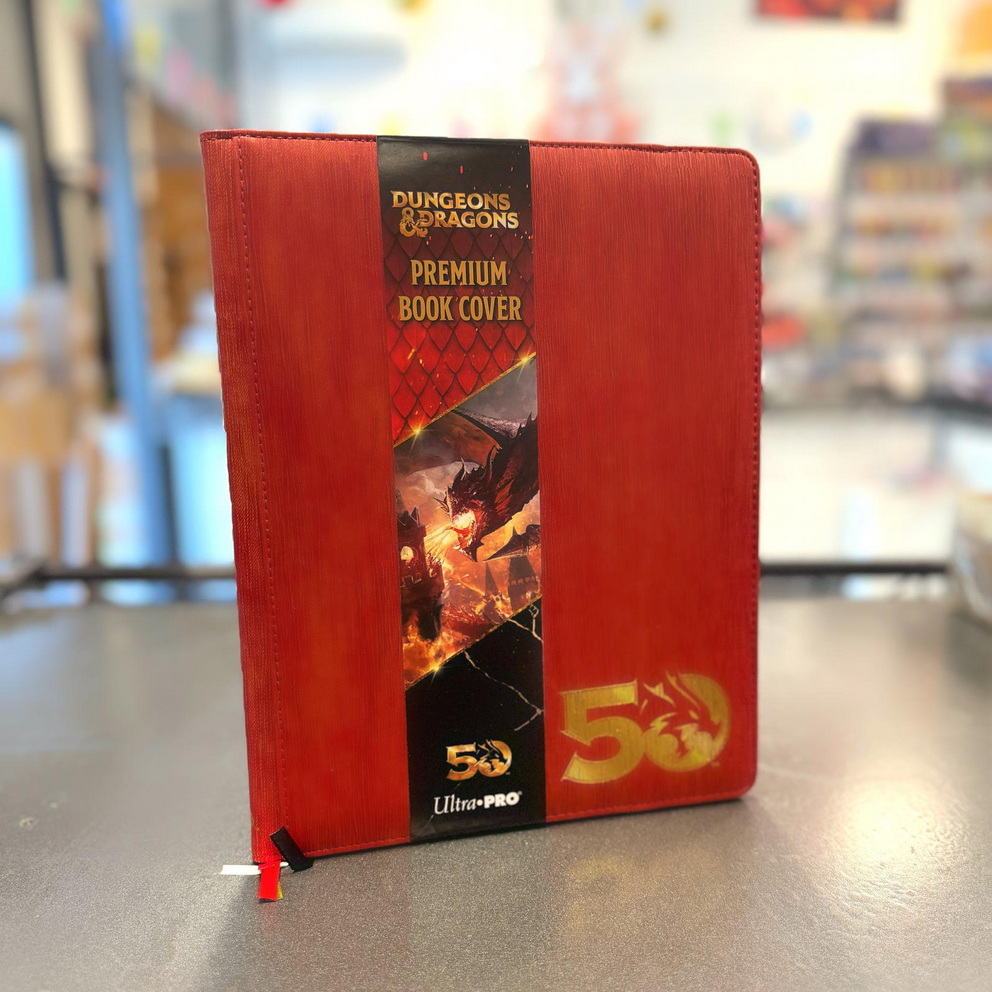 DUNGEONS
& DRAGONS
PREMIUM
BOOK COVER
50
Ultra•PRO®
50